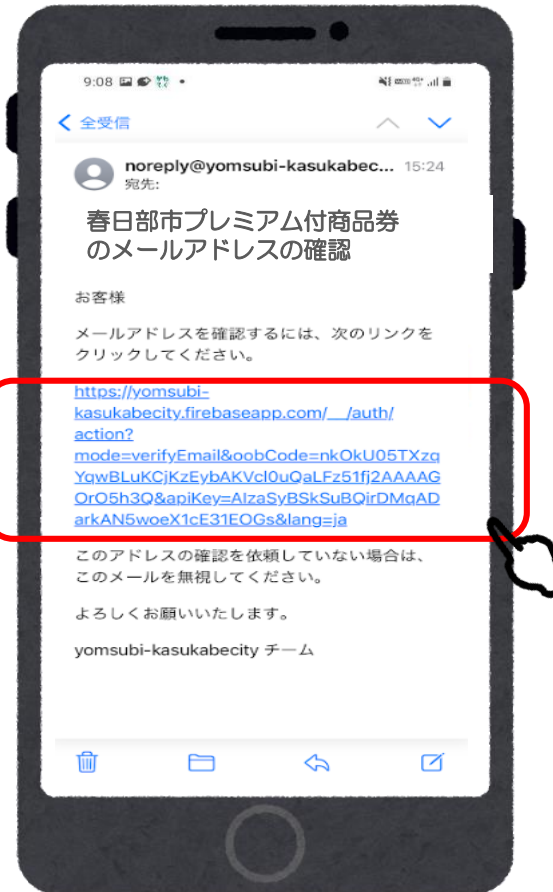 9:08
全受信
noreply@yomsubi-kasukabec... 15:24
宛先:
春日部市プレミアム付商品券
のメールアドレスの確認
お客様
メールアドレスを確認するには、次のリンクを
クリックしてください。
https://yomsubi-
kasukabecity.firebaseapp.com/__/auth/
action?
mode=verifyEmail&oobCode=nkOkU05TXzq
YqwBLuKCjKzEybAKVcl0uQaLFz51fj2AAAAG
OrO5h3Q&apiKey=AIzaSyBSkSuBQirDMqAD
arkAN5woeX1cE31EOGs&lang=ja
このアドレスの確認を依頼していない場合は、
このメールを無視してください。
よろしくお願いいたします。
yomsubi-kasukabecity チーム